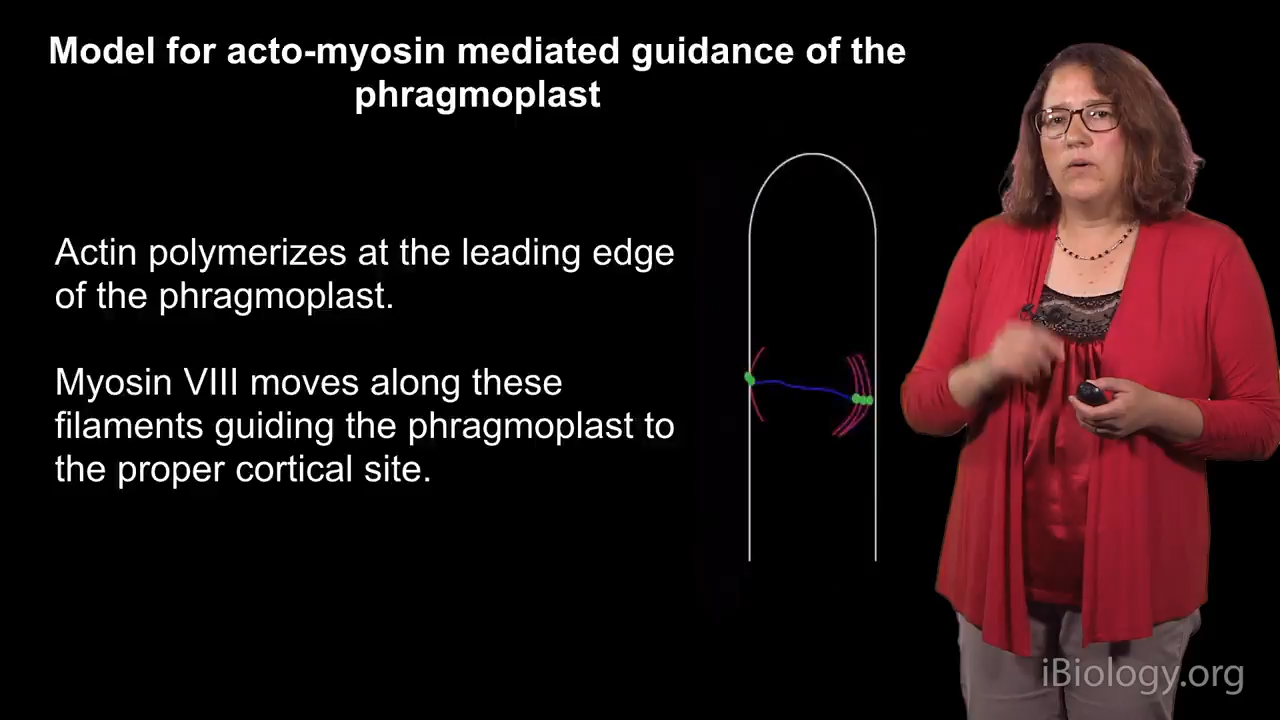 Model for acto-myosin mediated guidance of the
phragmoplast
Actin polymerizes at the leading edge
of the phragmoplast.
Myosin VIII moves along these
filaments guiding the phragmoplast to
the proper cortical site.
iBiology.org